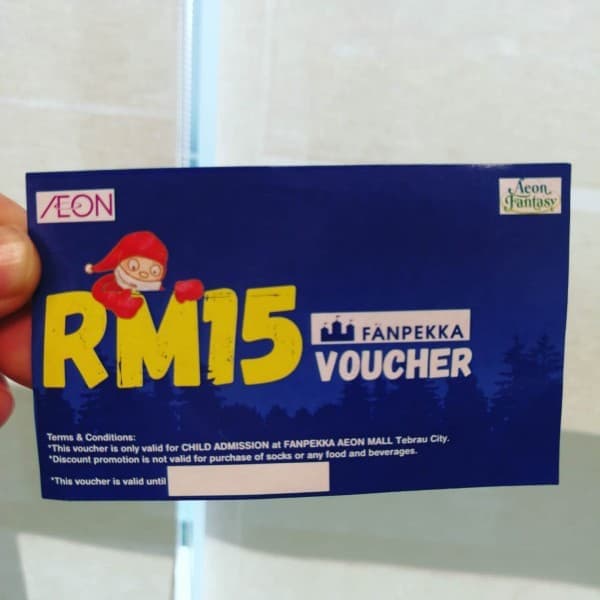 ÆON
Aeon
Fantasy
RM15
FÄNPEKKA
VOUCHER
Terms & Conditions:
*This voucher is only valid for CHILD ADMISSION at FANPEKKA AEON MALL Tebrau City.
*Discount promotion is not valid for purchase of socks or any food and beverages.
*This voucher is valid until